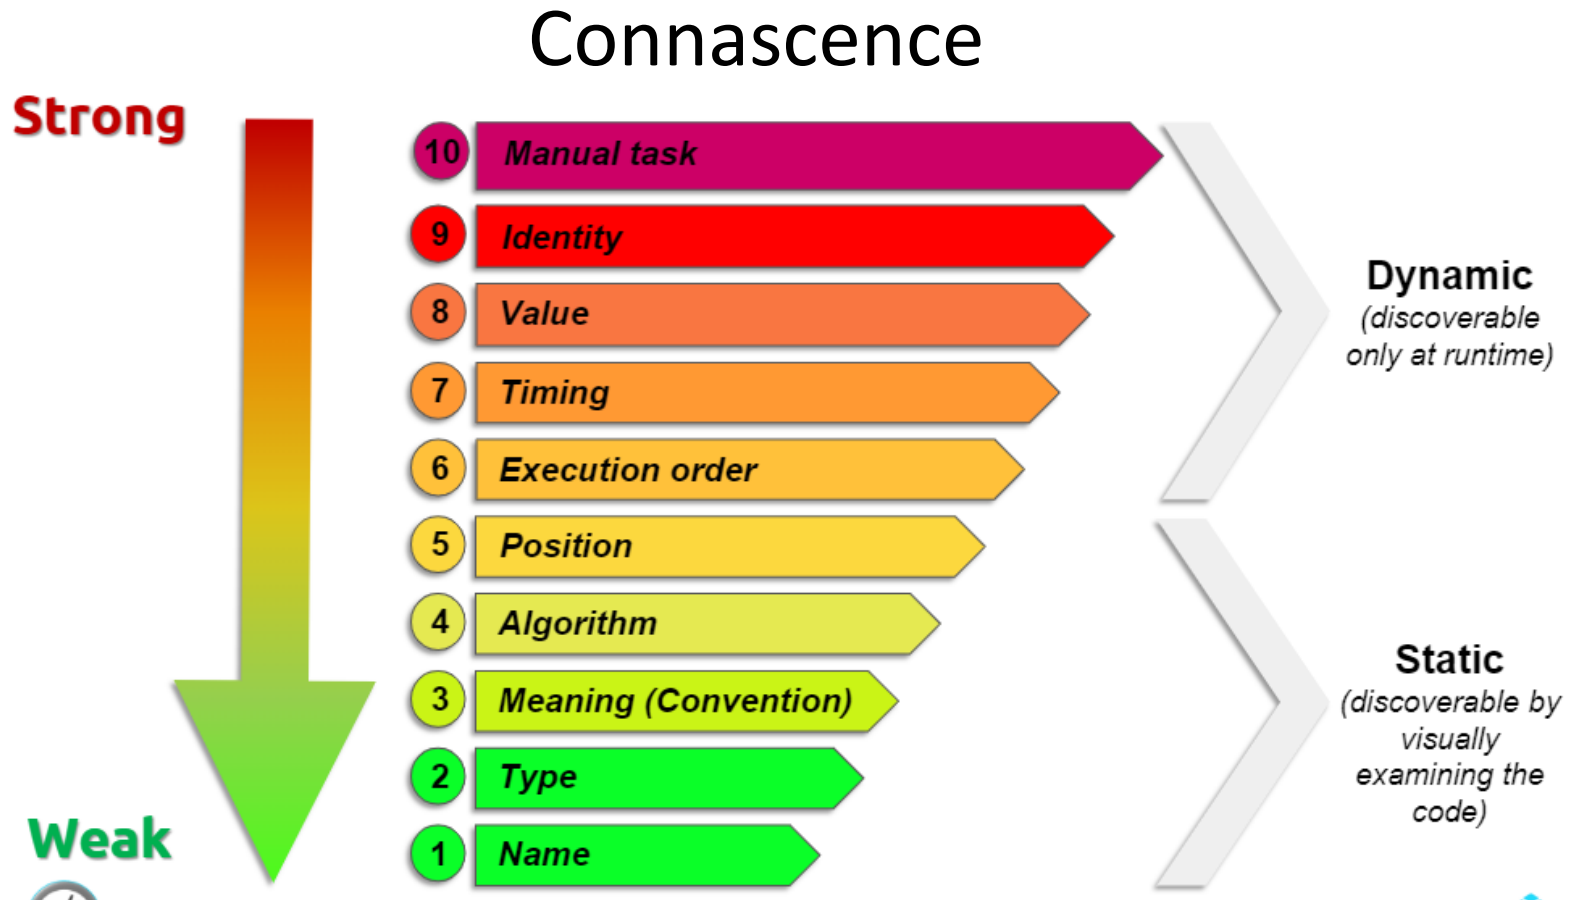 Connascence
Strong
10 Manual task
9 Identity
8 Value
7 Timing
6 Execution order
5 Position
4 Algorithm
3 Meaning (Convention)
2 Type
1 Name
Weak
Dynamic
(discoverable
only at runtime)
Static
(discoverable by
visually
examining the
code)